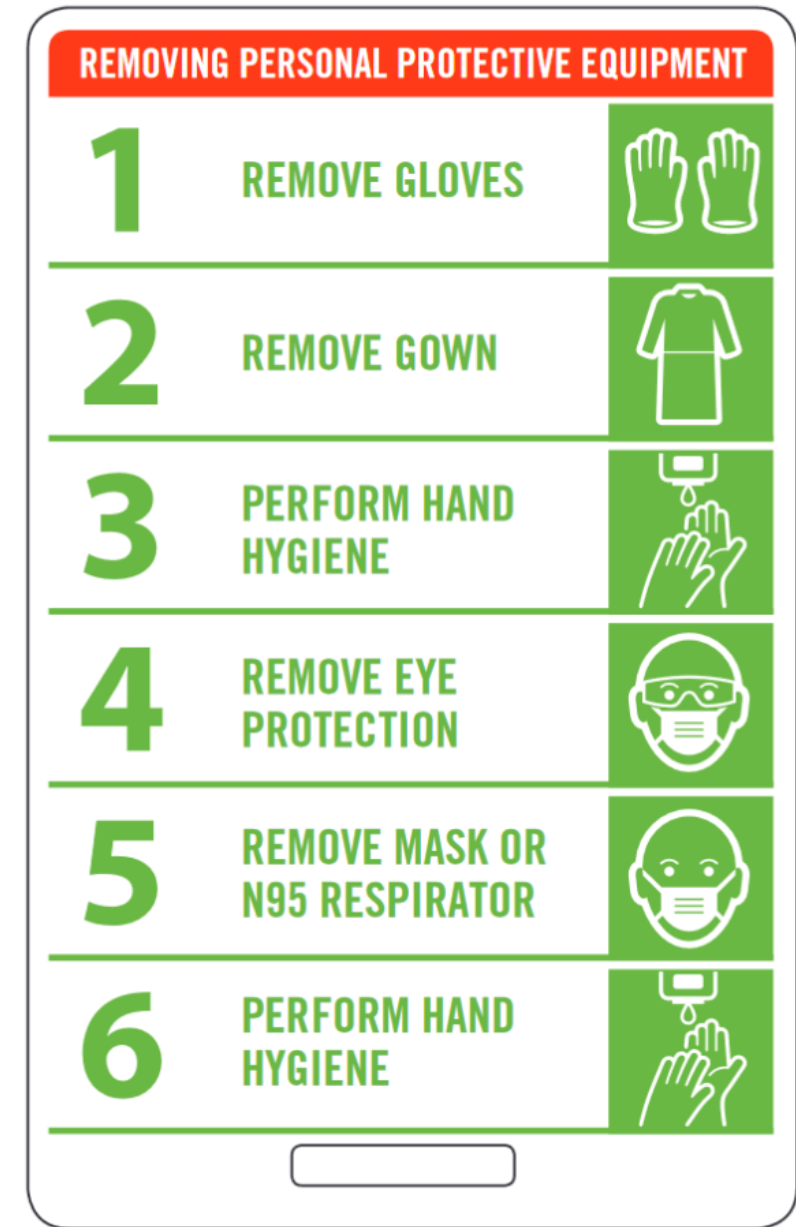 REMOVING PERSONAL PROTECTIVE EQUIPMENT
1
REMOVE GLOVES
2
REMOVE GOWN
3
PERFORM HAND
HYGIENE
4
REMOVE EYE
PROTECTION
5
REMOVE MASK OR
N95 RESPIRATOR
6
PERFORM HAND
HYGIENE